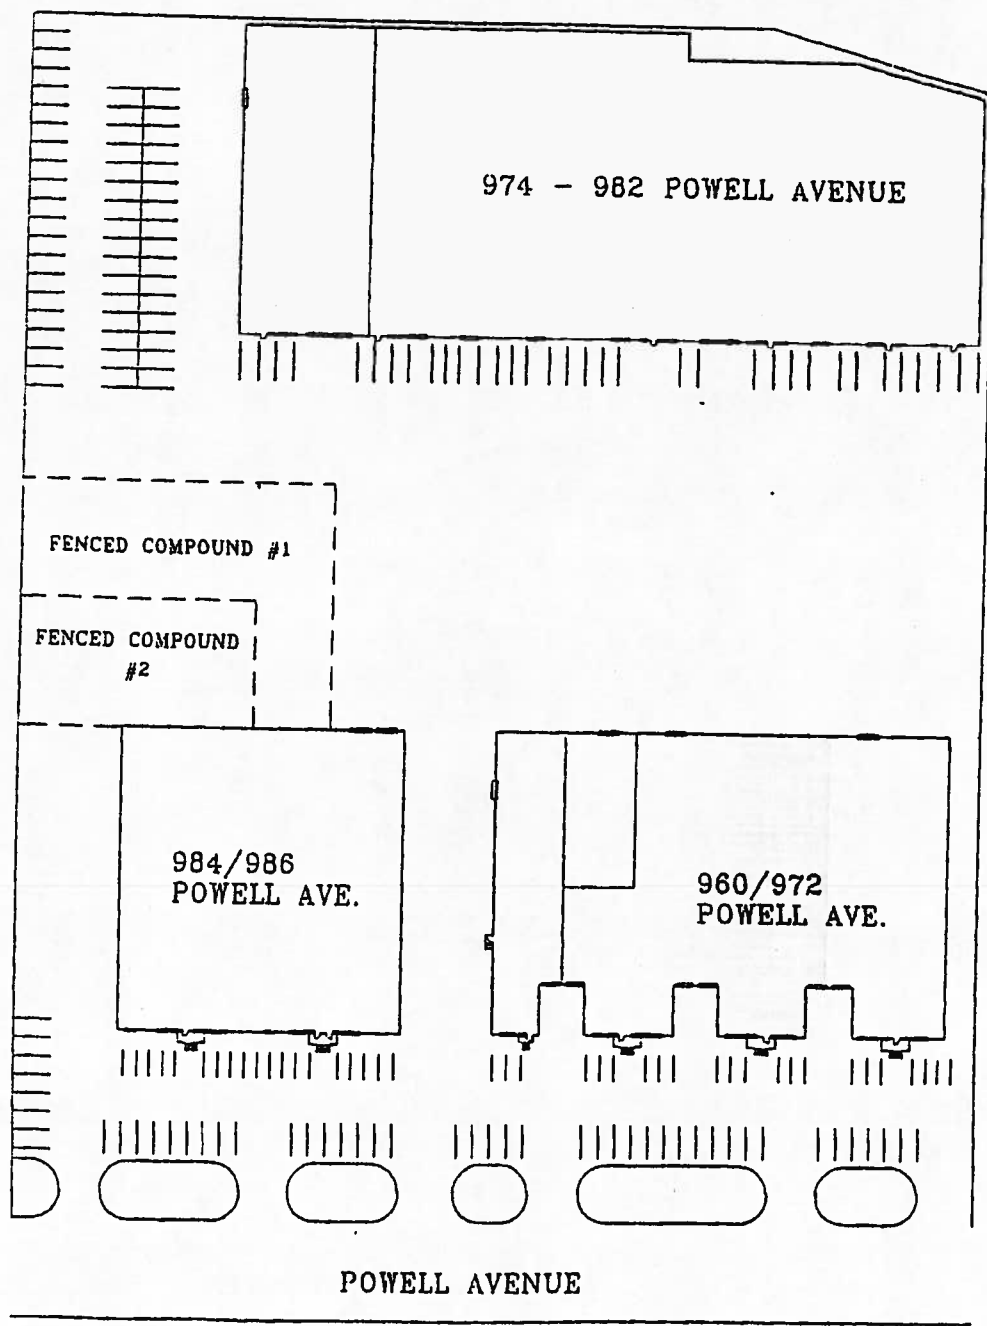 974 - 982 POWELL AVENUE
FENCED COMPOUND #1
FENCED COMPOUND
#2
984/986
POWELL AVE.
960/972
POWELL AVE.
POWELL AVENUE